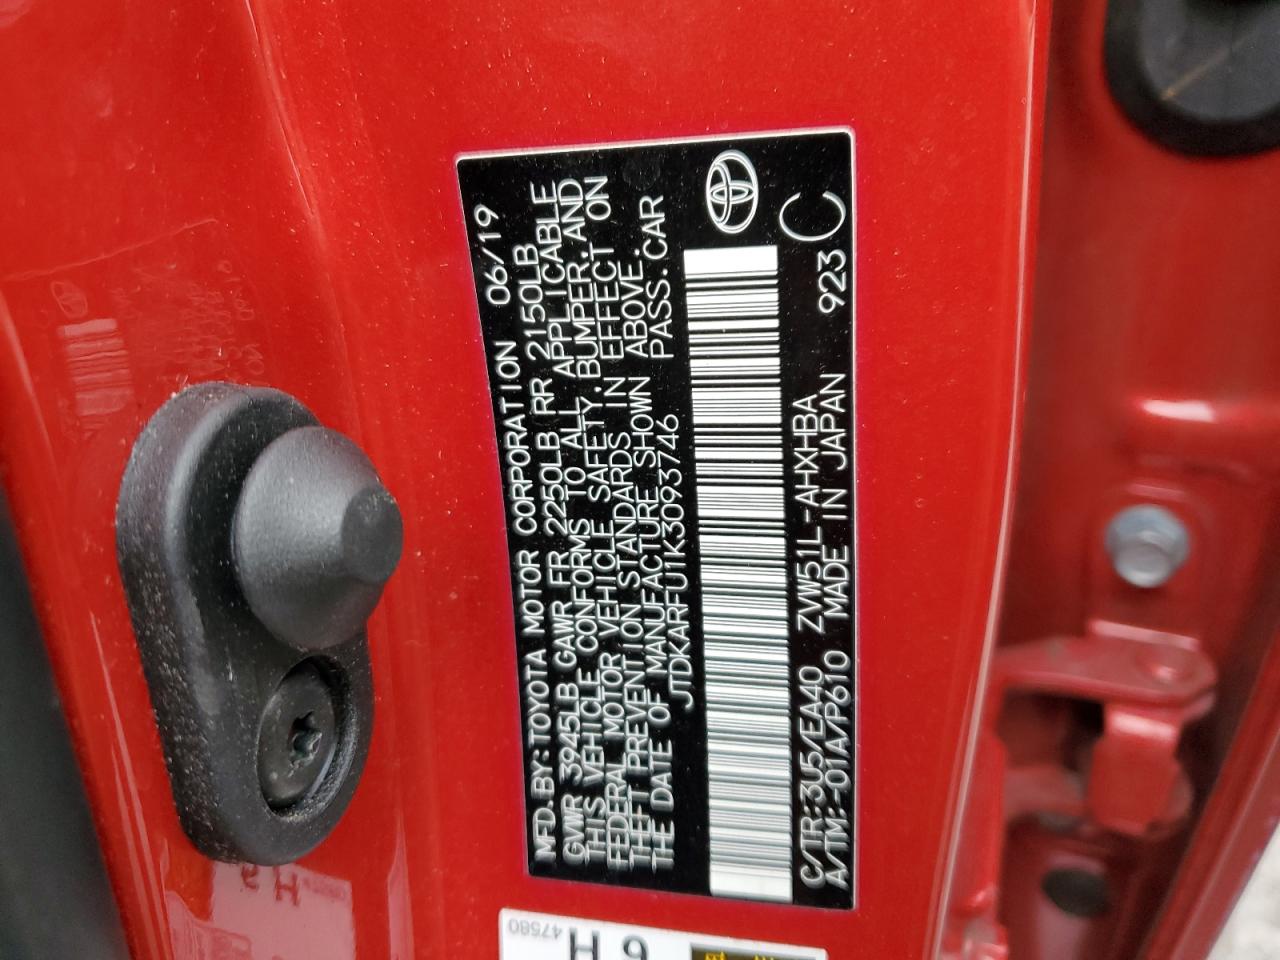 MFD. BY: TOYOTA MOTOR CORPORATION 06/19
GVWR 3945LB GAWR FR 2250LB RR 2150LB
THIS VEHICLE CONFORMS TO ALL APPLICABLE
FEDERAL MOTOR VEHICLE SAFETY, BUMPER, AND
THEFT PREVENTION STANDARDS IN EFFECT ON
THE DATE OF MANUFACTURE SHOWN ABOVE.
JTDKARFU1K3093746 PASS. CAR
C/TR: 3U5/EA40 ZVW51L-AHXHBA
A/TM: -01A/P610 MADE IN JAPAN 923 C
47580
H 6